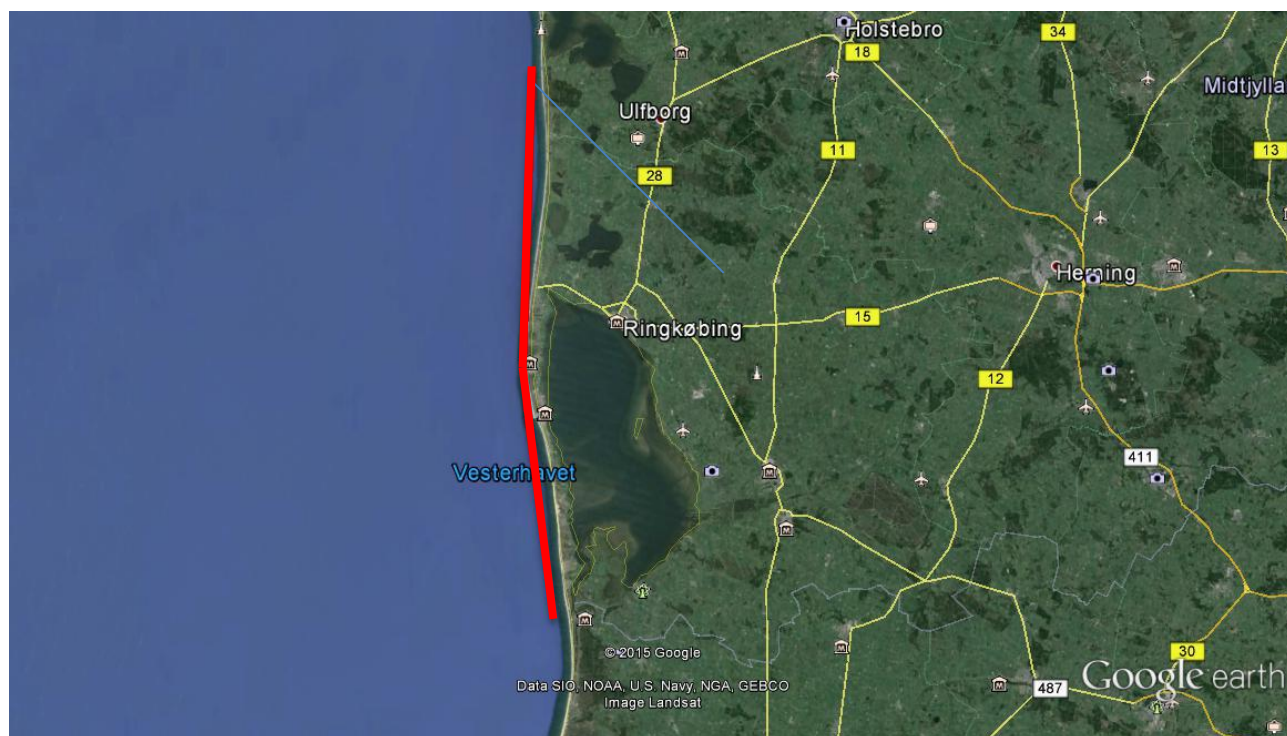 Holstebro
34
18
Midtjylla
Ulfborg
11
13
28
Herning
15
Ringkøbing
12
411
Vesterhavet
© 2015 Google
30
Data SIO, NOAA, U.S. Navy, NGA, GEBCO
Image Landsat
487
Google earth